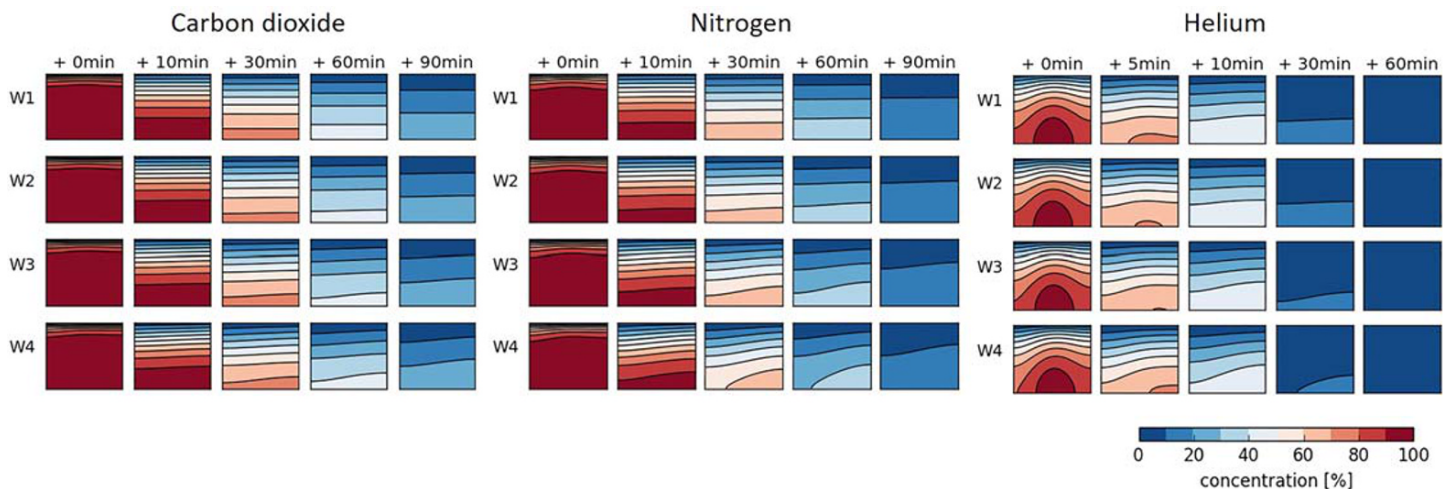 Carbon dioxide
+ 0min + 10min + 30min + 60min + 90min
W1
W2
W3
W4
Nitrogen
+ 0min + 10min + 30min + 60min + 90min
W1
W2
W3
W4
Helium
+ 0min + 5min + 10min + 30min + 60min
W1
W2
W3
W4
0 20 40 60 80 100
concentration [%]